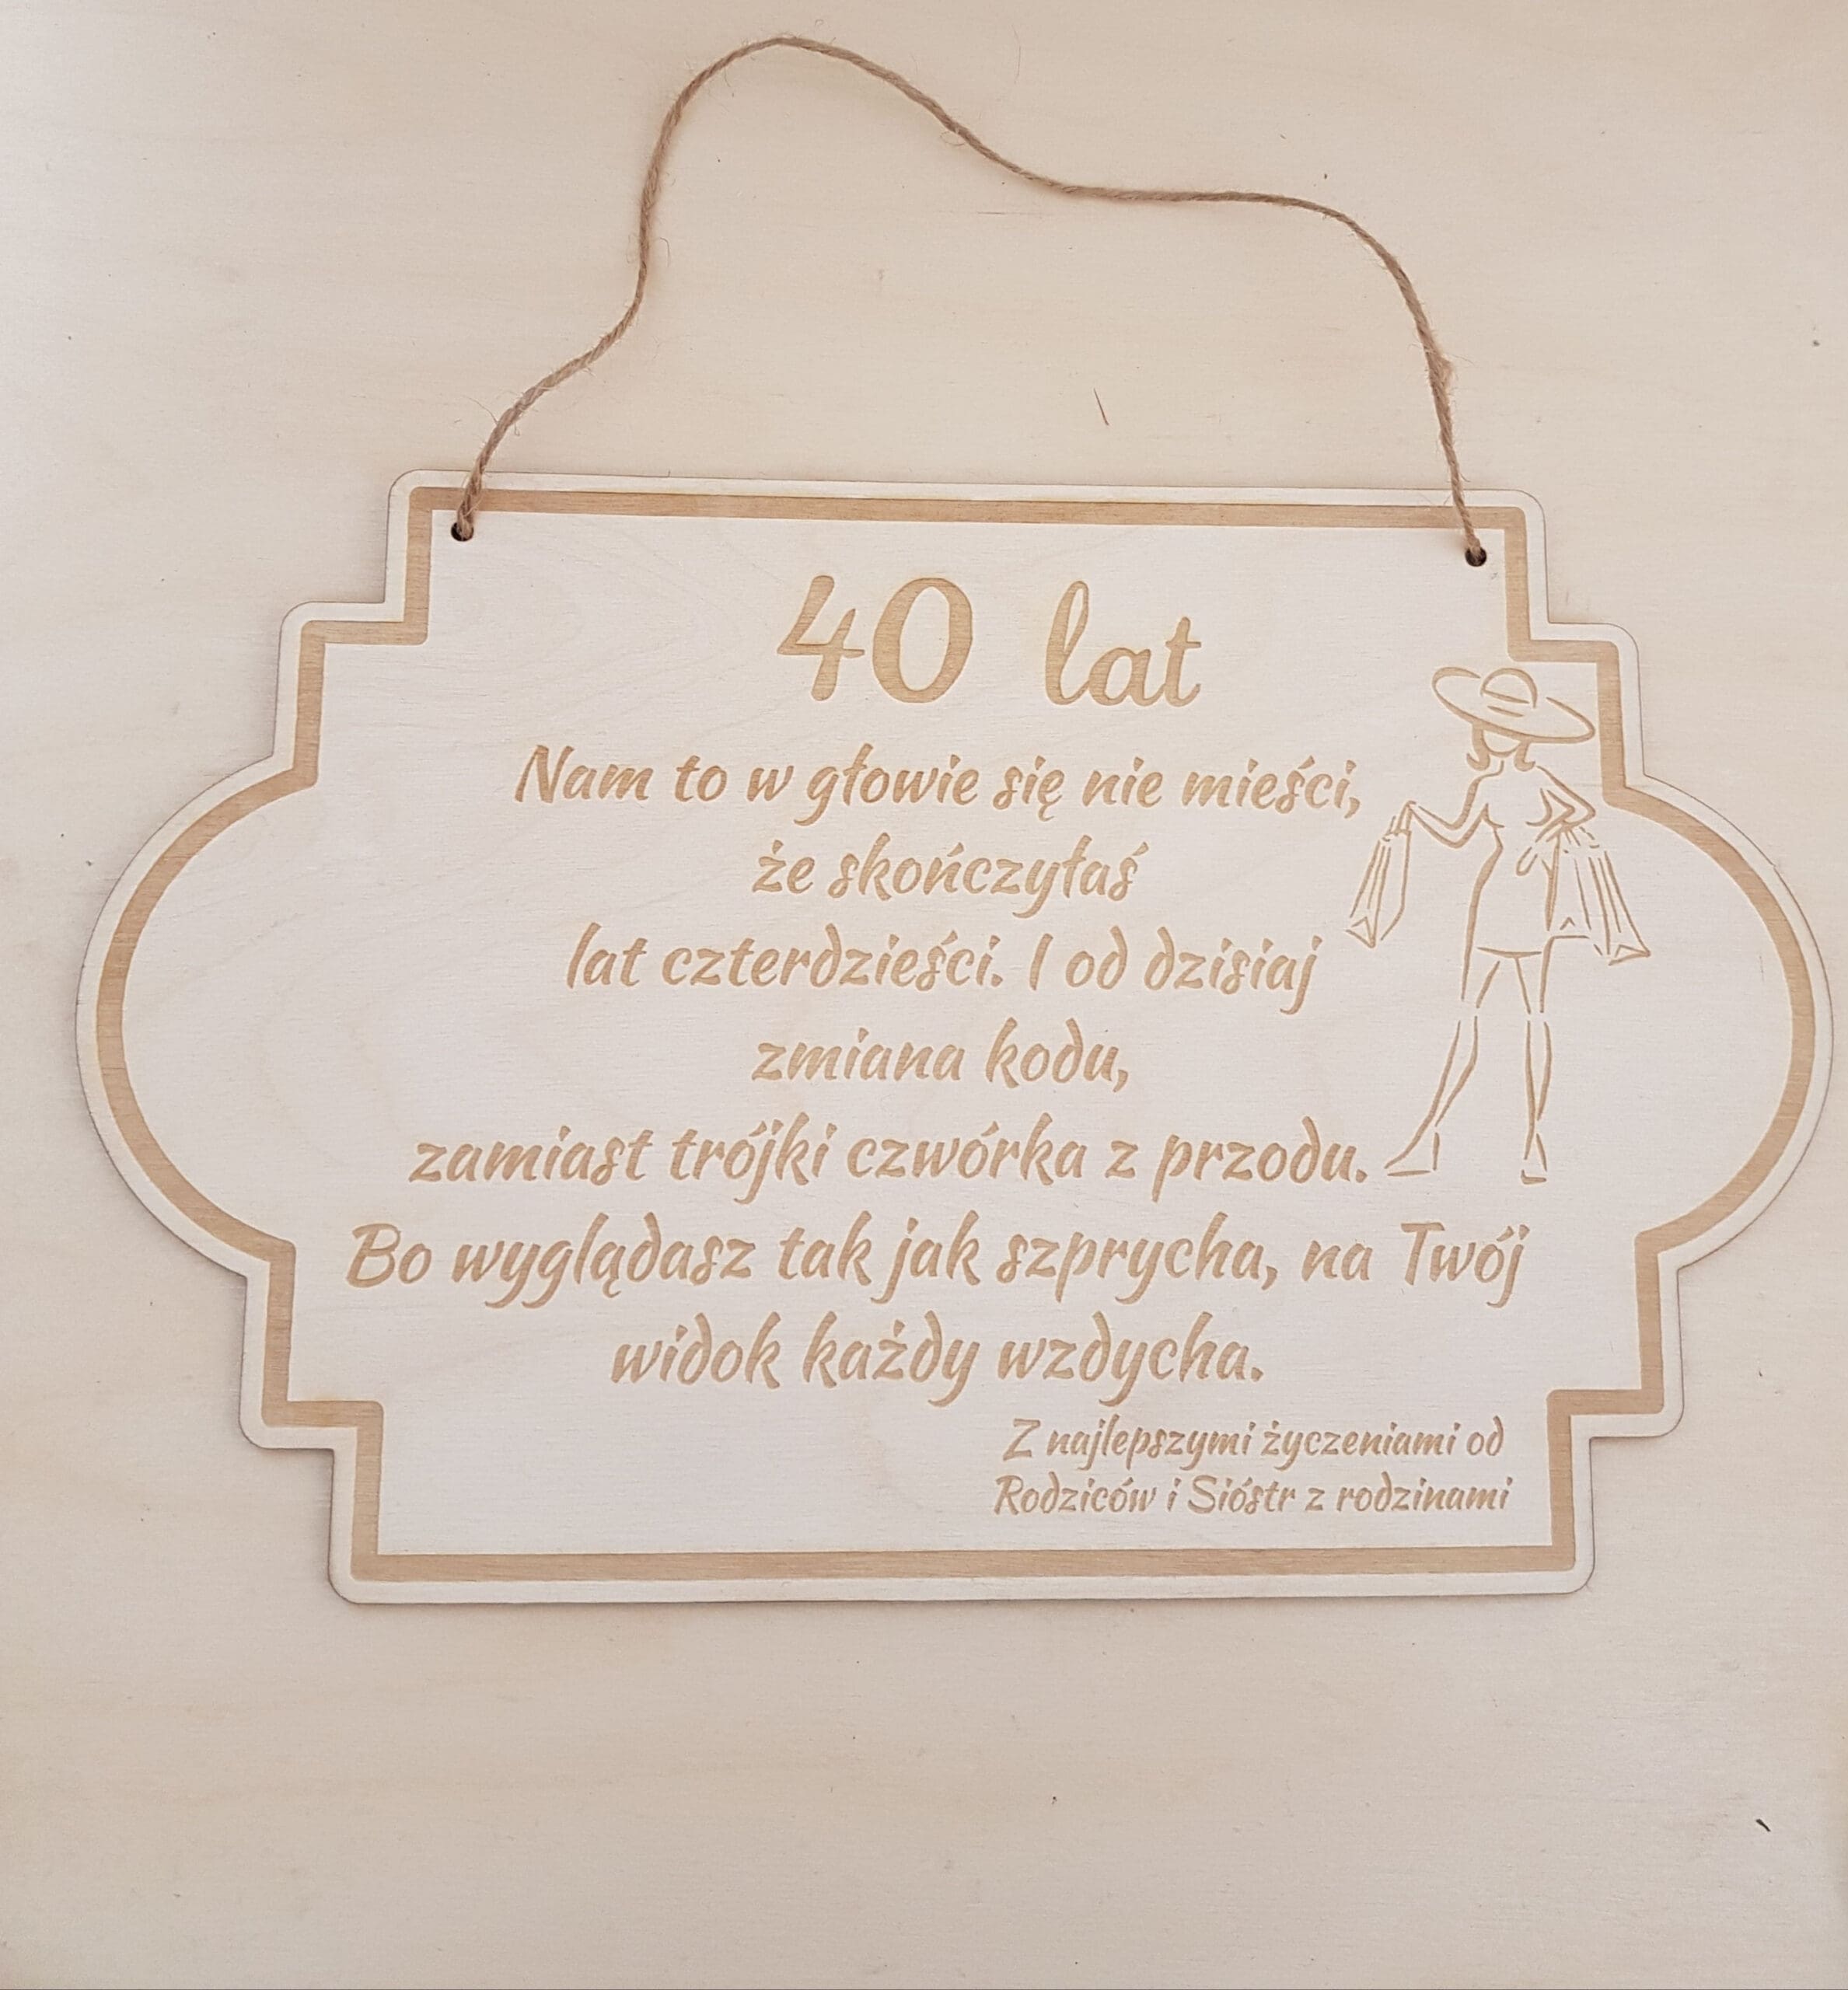 40 lat
Nam to w głowie się nie mieści,
że skończyłaś
lat czterdzieści. I od dzisiaj
zmiana kodu,
zamiast trójki czwórka z przodu.
Bo wyglądasz tak jak szprycha, na Twój
widok każdy wzdycha.
Z najlepszymi życzeniami od
Rodziców i Sióstr z rodzinami